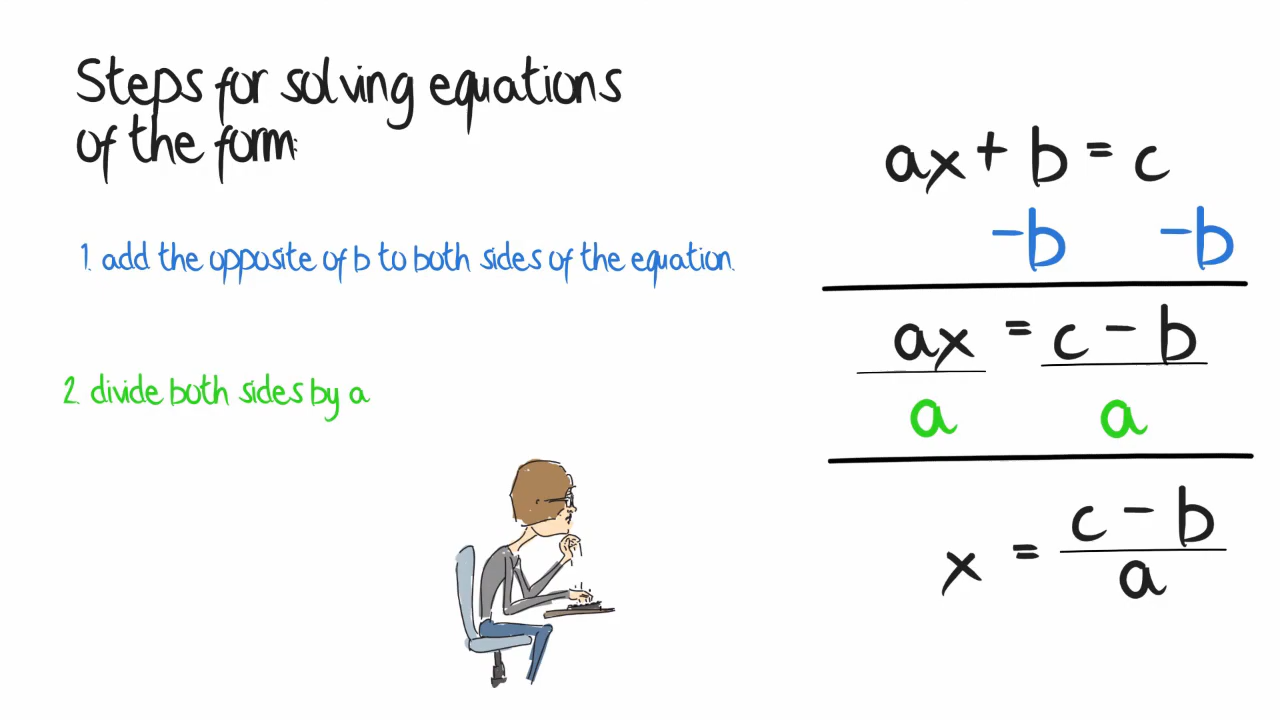 Steps for solving equations
of the form:
ax + b = c
-b -b
1. add the opposite of b to both sides of the equation.
ax = c - b
a a
2. divide both sides by a
x = c - b
a